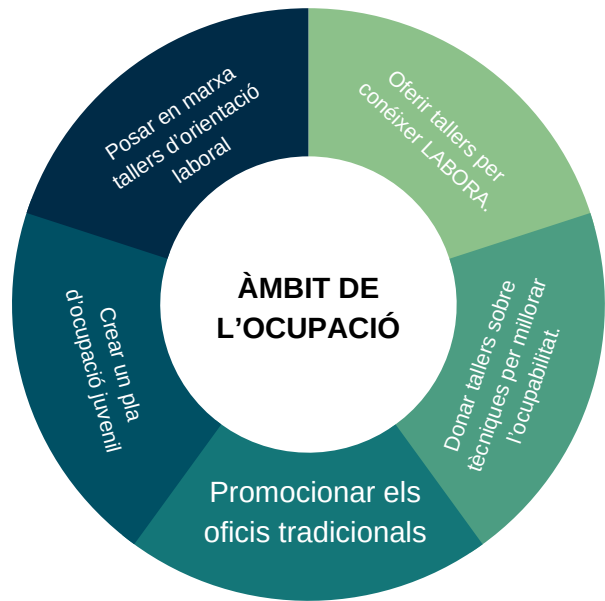 ÀMBIT DE
L’OCUPACIÓ
Oferir tallers per
conéixer LABORA.
Donar tallers sobre
tècniques per millorar
l’ocupabilitat.
Promocionar els
oficis tradicionals
Crear un pla
d’ocupació juvenil
Posar en marxa
tallers d’orientació
laboral